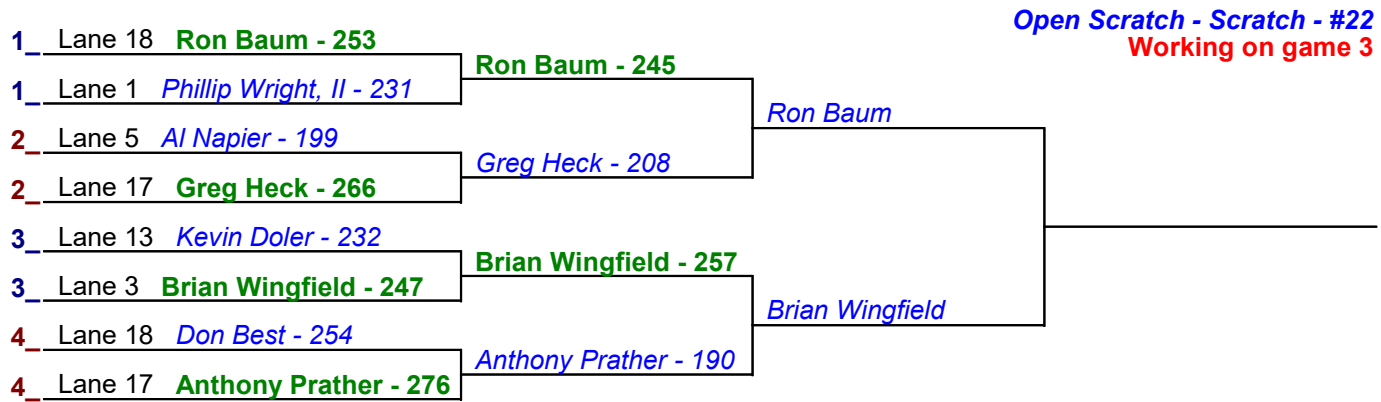 Open Scratch - Scratch - #22
Working on game 3
1_ Lane 18 Ron Baum - 253
Ron Baum - 245
1_ Lane 1 Phillip Wright, II - 231
Ron Baum
2_ Lane 5 Al Napier - 199
Greg Heck - 208
2_ Lane 17 Greg Heck - 266
3_ Lane 13 Kevin Doler - 232
Brian Wingfield - 257
3_ Lane 3 Brian Wingfield - 247
Brian Wingfield
4_ Lane 18 Don Best - 254
Anthony Prather - 190
4_ Lane 17 Anthony Prather - 276